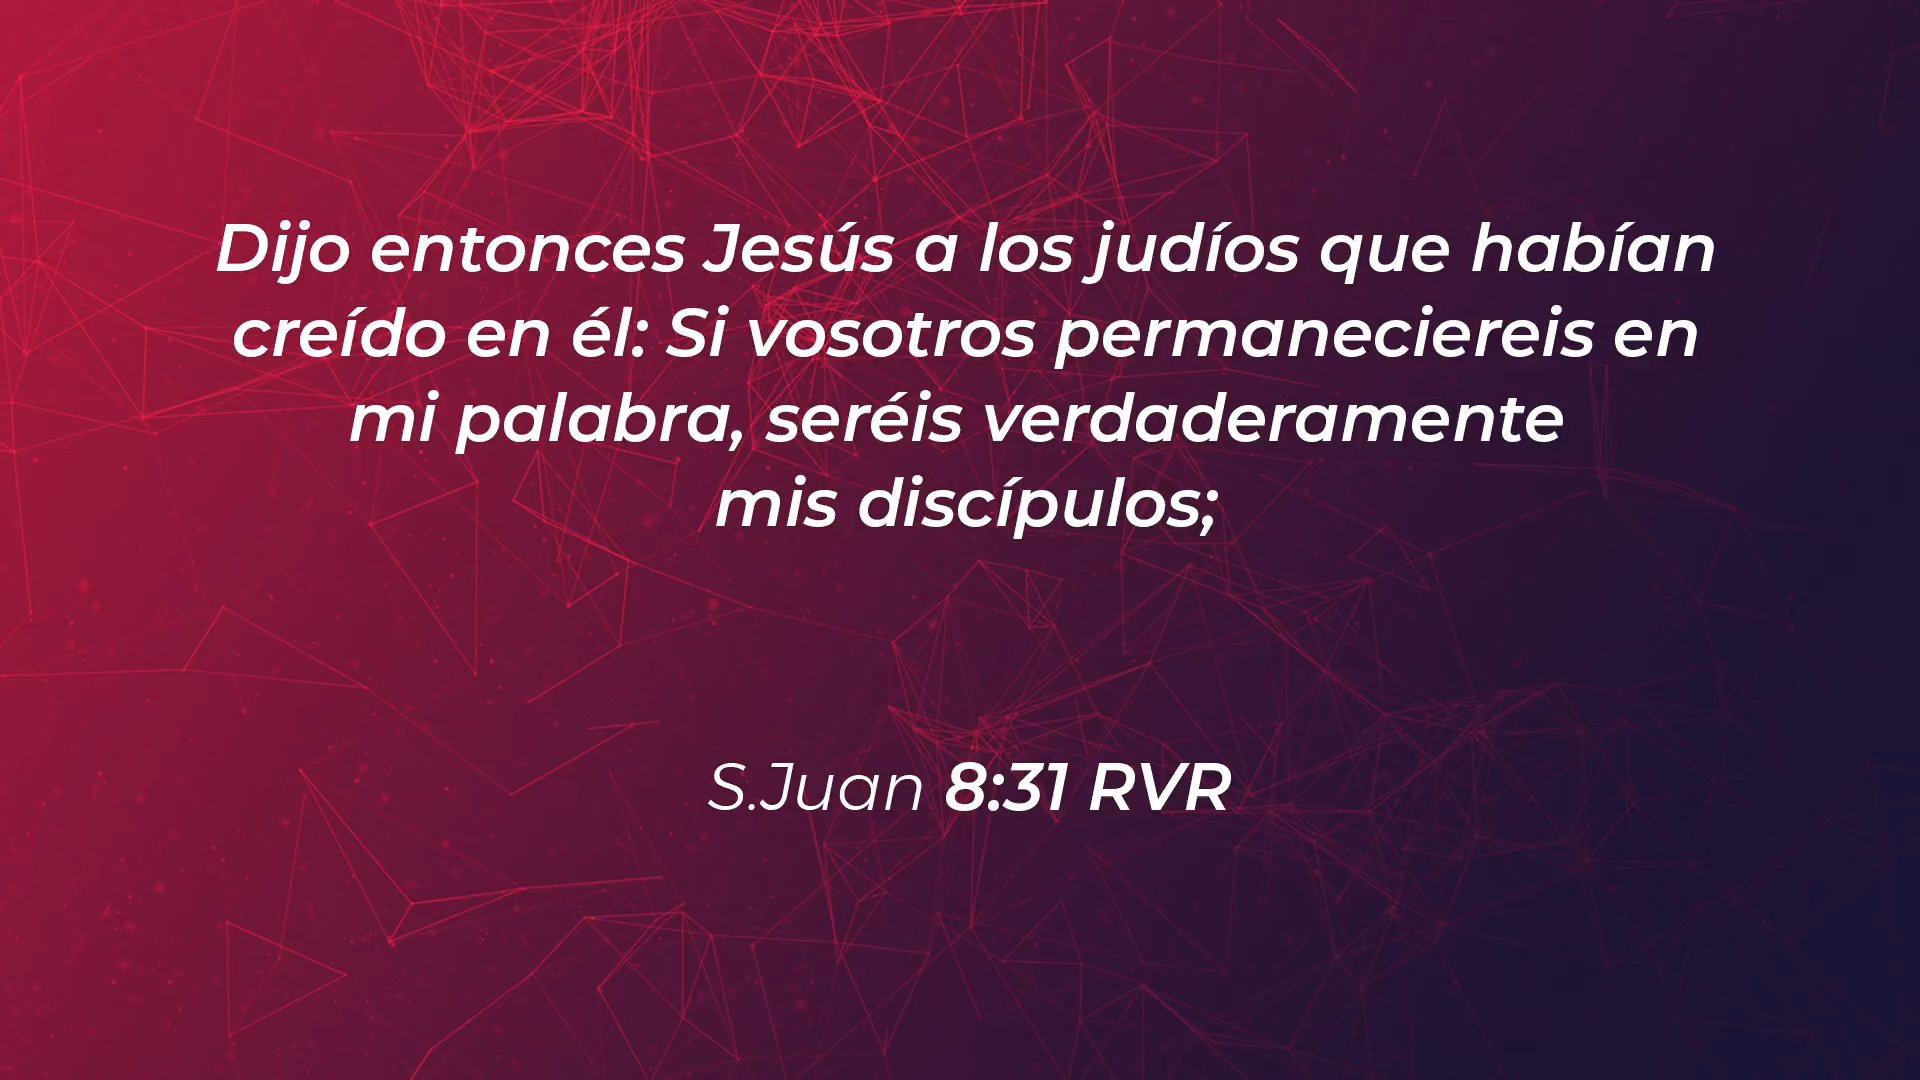 Dijo entonces Jesús a los judíos que habían
creído en él: Si vosotros permaneciereis en
mi palabra, seréis verdaderamente
mis discípulos;
S.Juan 8:31 RVR